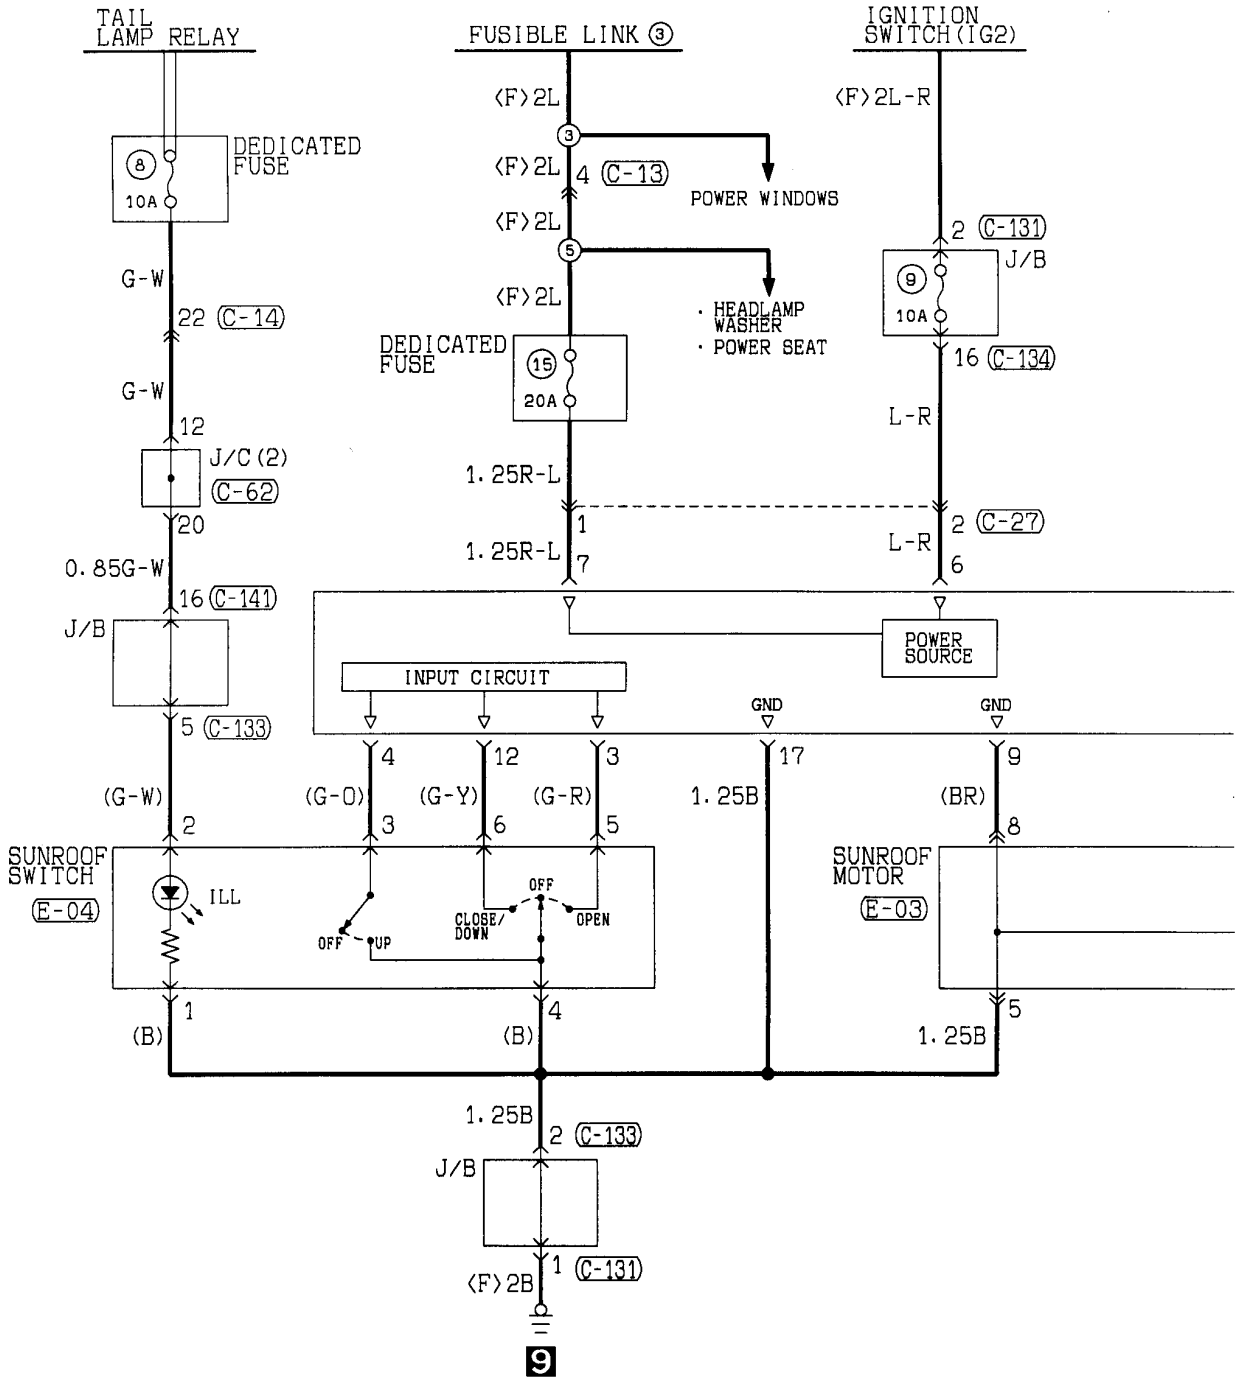 TAIL
LAMP RELAY
FUSIBLE LINK ③
IGNITION
SWITCH(IG2)
<F>2L
<F>2L-R
3
8
10A
DEDICATED
FUSE
<F>2L
4
C-13
POWER WINDOWS
<F>2L
2
C-131
5
J/B
G-W
9
10A
<F>2L
22
C-14
· HEADLAMP
WASHER
· POWER SEAT
DEDICATED
FUSE
15
20A
16
C-134
G-W
L-R
12
J/C(2)
C-62
1.25R-L
20
1
2
C-27
0.85G-W
1.25R-L
7
L-R
6
16
C-141
J/B
POWER
SOURCE
INPUT CIRCUIT
GND
GND
5
C-133
4
12
3
17
9
(G-W)
(G-O)
(G-Y)
(G-R)
1.25B
(BR)
2
3
6
5
8
SUNROOF
SWITCH
E-04
ILL
OFF
UP
CLOSE/
DOWN
OFF
OPEN
SUNROOF
MOTOR
E-03
1
4
5
(B)
(B)
1.25B
1.25B
2
C-133
J/B
1
C-131
<F>2B
9